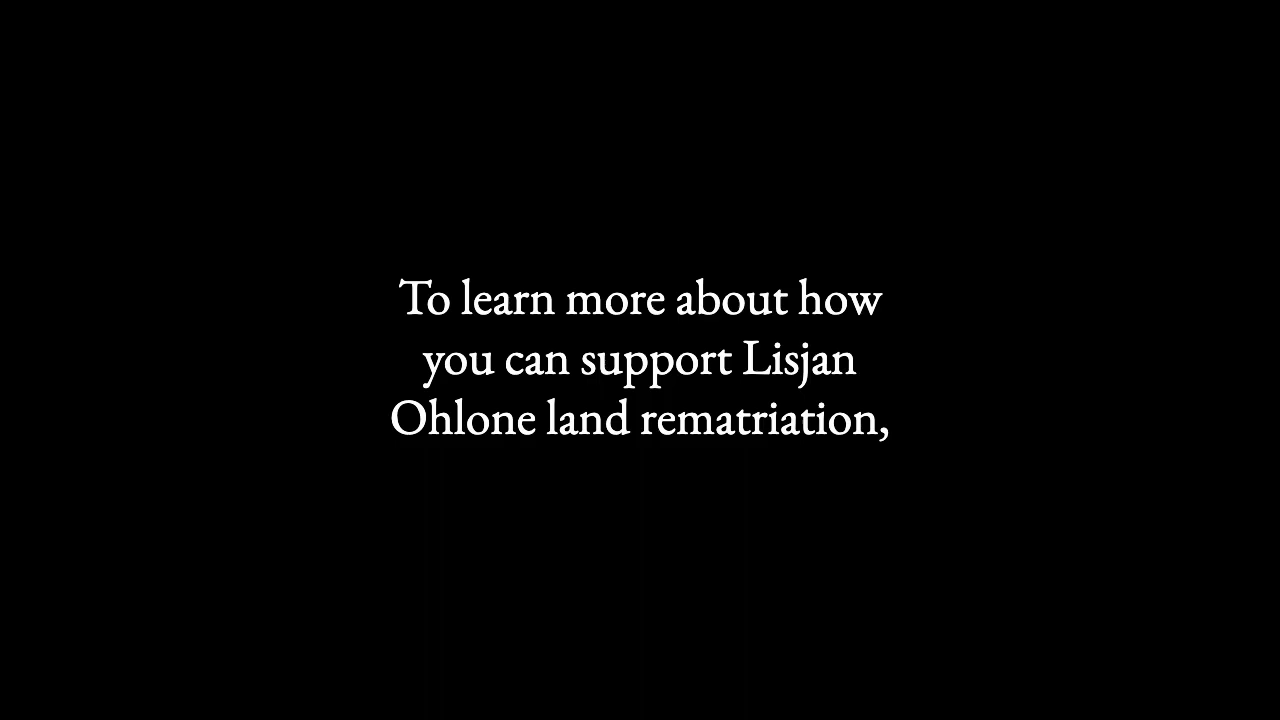 To learn more about how
you can support Lisjan
Ohlone land rematriation,